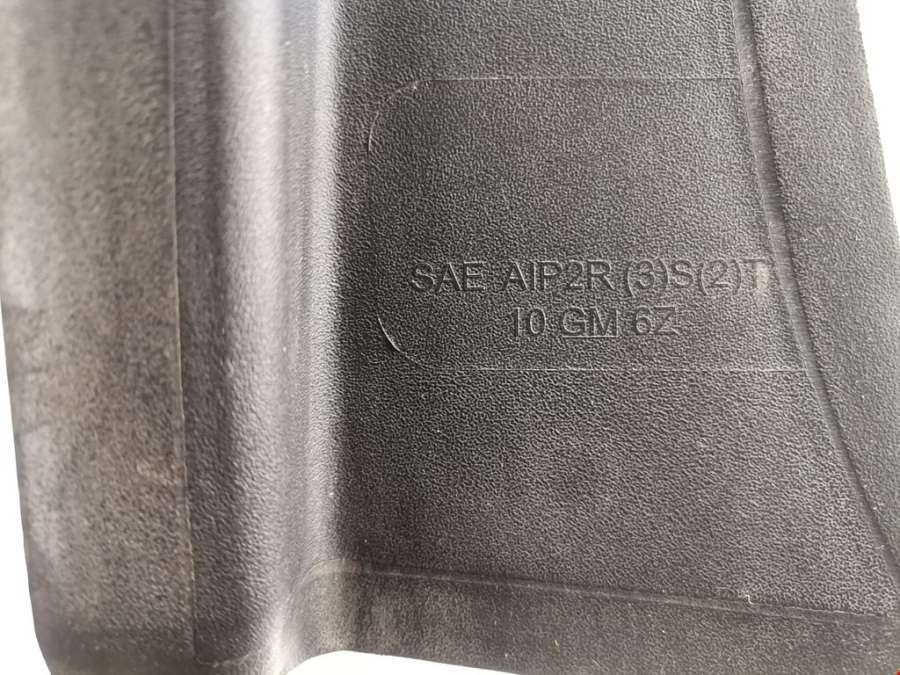 SAE AIP2R(3)S(2)T
10 GM 6Z